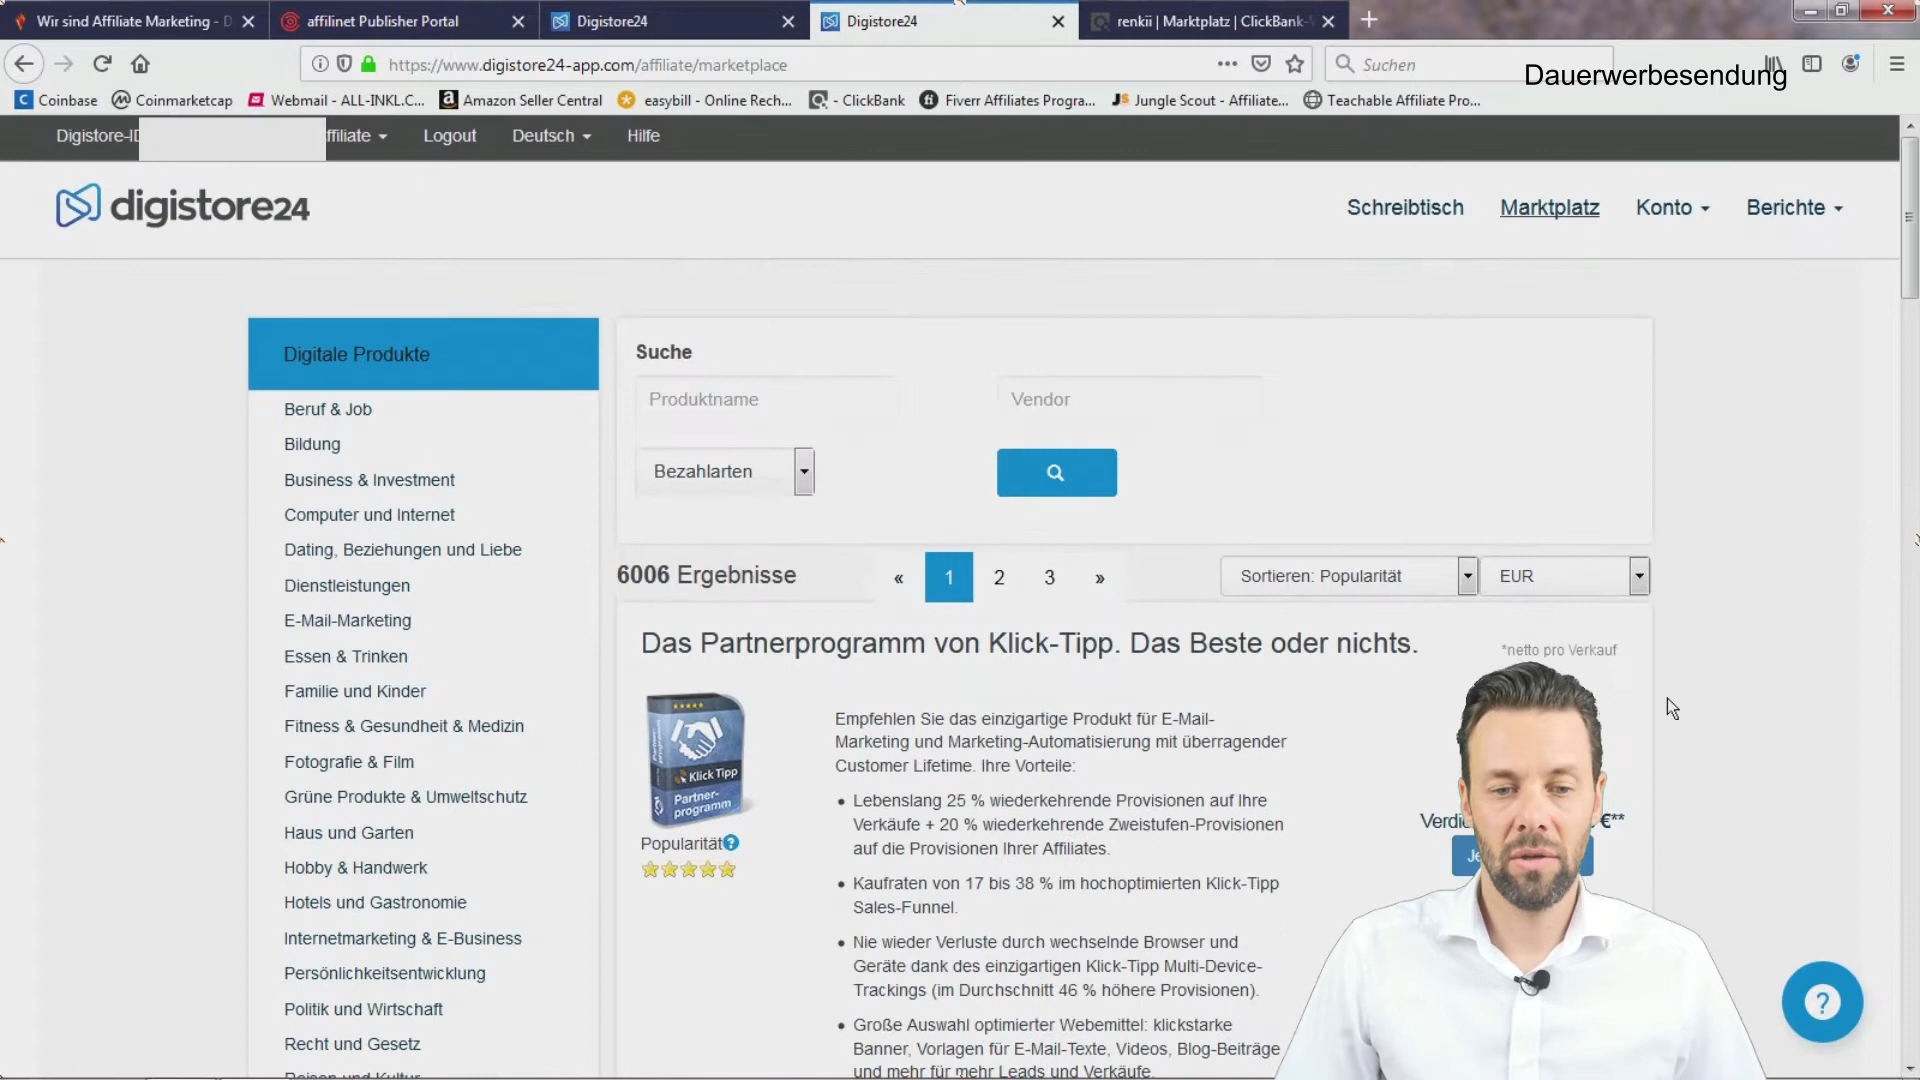 Wir sind Affiliate Marketing - D
affilinet Publisher Portal
Digistore24
Digistore24
renkii | Marktplatz | ClickBank-
https://www.digistore24-app.com/affiliate/marketplace
Suchen
Dauerwerbesendung
Coinbase
Coinmarketcap
Webmail - ALL-INKL.C...
Amazon Seller Central
easybill - Online Rech...
- ClickBank
Fiverr Affiliates Progra...
Jungle Scout - Affiliate...
Teachable Affiliate Pro...
Digistore-ID
ffiliate
Logout
Deutsch
Hilfe
digistore24
Schreibtisch
Marktplatz
Konto
Berichte
Digitale Produkte
Beruf & Job
Bildung
Business & Investment
Computer und Internet
Dating, Beziehungen und Liebe
Dienstleistungen
E-Mail-Marketing
Essen & Trinken
Familie und Kinder
Fitness & Gesundheit & Medizin
Fotografie & Film
Grüne Produkte & Umweltschutz
Haus und Garten
Hobby & Handwerk
Hotels und Gastronomie
Internetmarketing & E-Business
Persönlichkeitsentwicklung
Politik und Wirtschaft
Recht und Gesetz
Reisen und Kultur
Suche
Produktname
Vendor
Bezahlarten
6006 Ergebnisse
« 1 2 3 »
Sortieren: Popularität
EUR
Das Partnerprogramm von Klick-Tipp. Das Beste oder nichts.
*netto pro Verkauf
Klick Tipp
Partner-
programm
Popularität
Empfehlen Sie das einzigartige Produkt für E-Mail-
Marketing und Marketing-Automatisierung mit überragender
Customer Lifetime. Ihre Vorteile:
• Lebenslang 25 % wiederkehrende Provisionen auf Ihre
Verkäufe + 20 % wiederkehrende Zweistufen-Provisionen
auf die Provisionen Ihrer Affiliates.
• Kaufraten von 17 bis 38 % im hochoptimierten Klick-Tipp
Sales-Funnel.
• Nie wieder Verluste durch wechselnde Browser und
Geräte dank des einzigartigen Klick-Tipp Multi-Device-
Trackings (im Durchschnitt 46 % höhere Provisionen).
• Große Auswahl optimierter Webemittel: klickstarke
Banner, Vorlagen für E-Mail-Texte, Videos, Blog-Beiträge
und mehr für mehr Leads und Verkäufe.
Verdie €**
Je
?